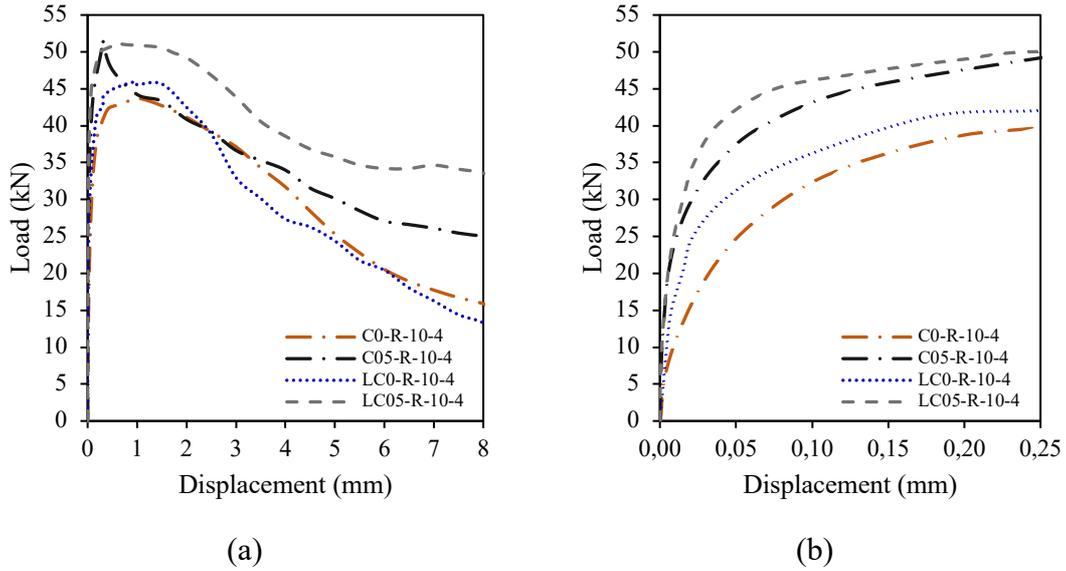 55
50
45
40
35
30
25
20
15
10
5
0
Load (kN)
C0-R-10-4
C05-R-10-4
LC0-R-10-4
LC05-R-10-4
0 1 2 3 4 5 6 7 8
Displacement (mm)
(a)
55
50
45
40
35
30
25
20
15
10
5
0
Load (kN)
C0-R-10-4
C05-R-10-4
LC0-R-10-4
LC05-R-10-4
0,00 0,05 0,10 0,15 0,20 0,25
Displacement (mm)
(b)